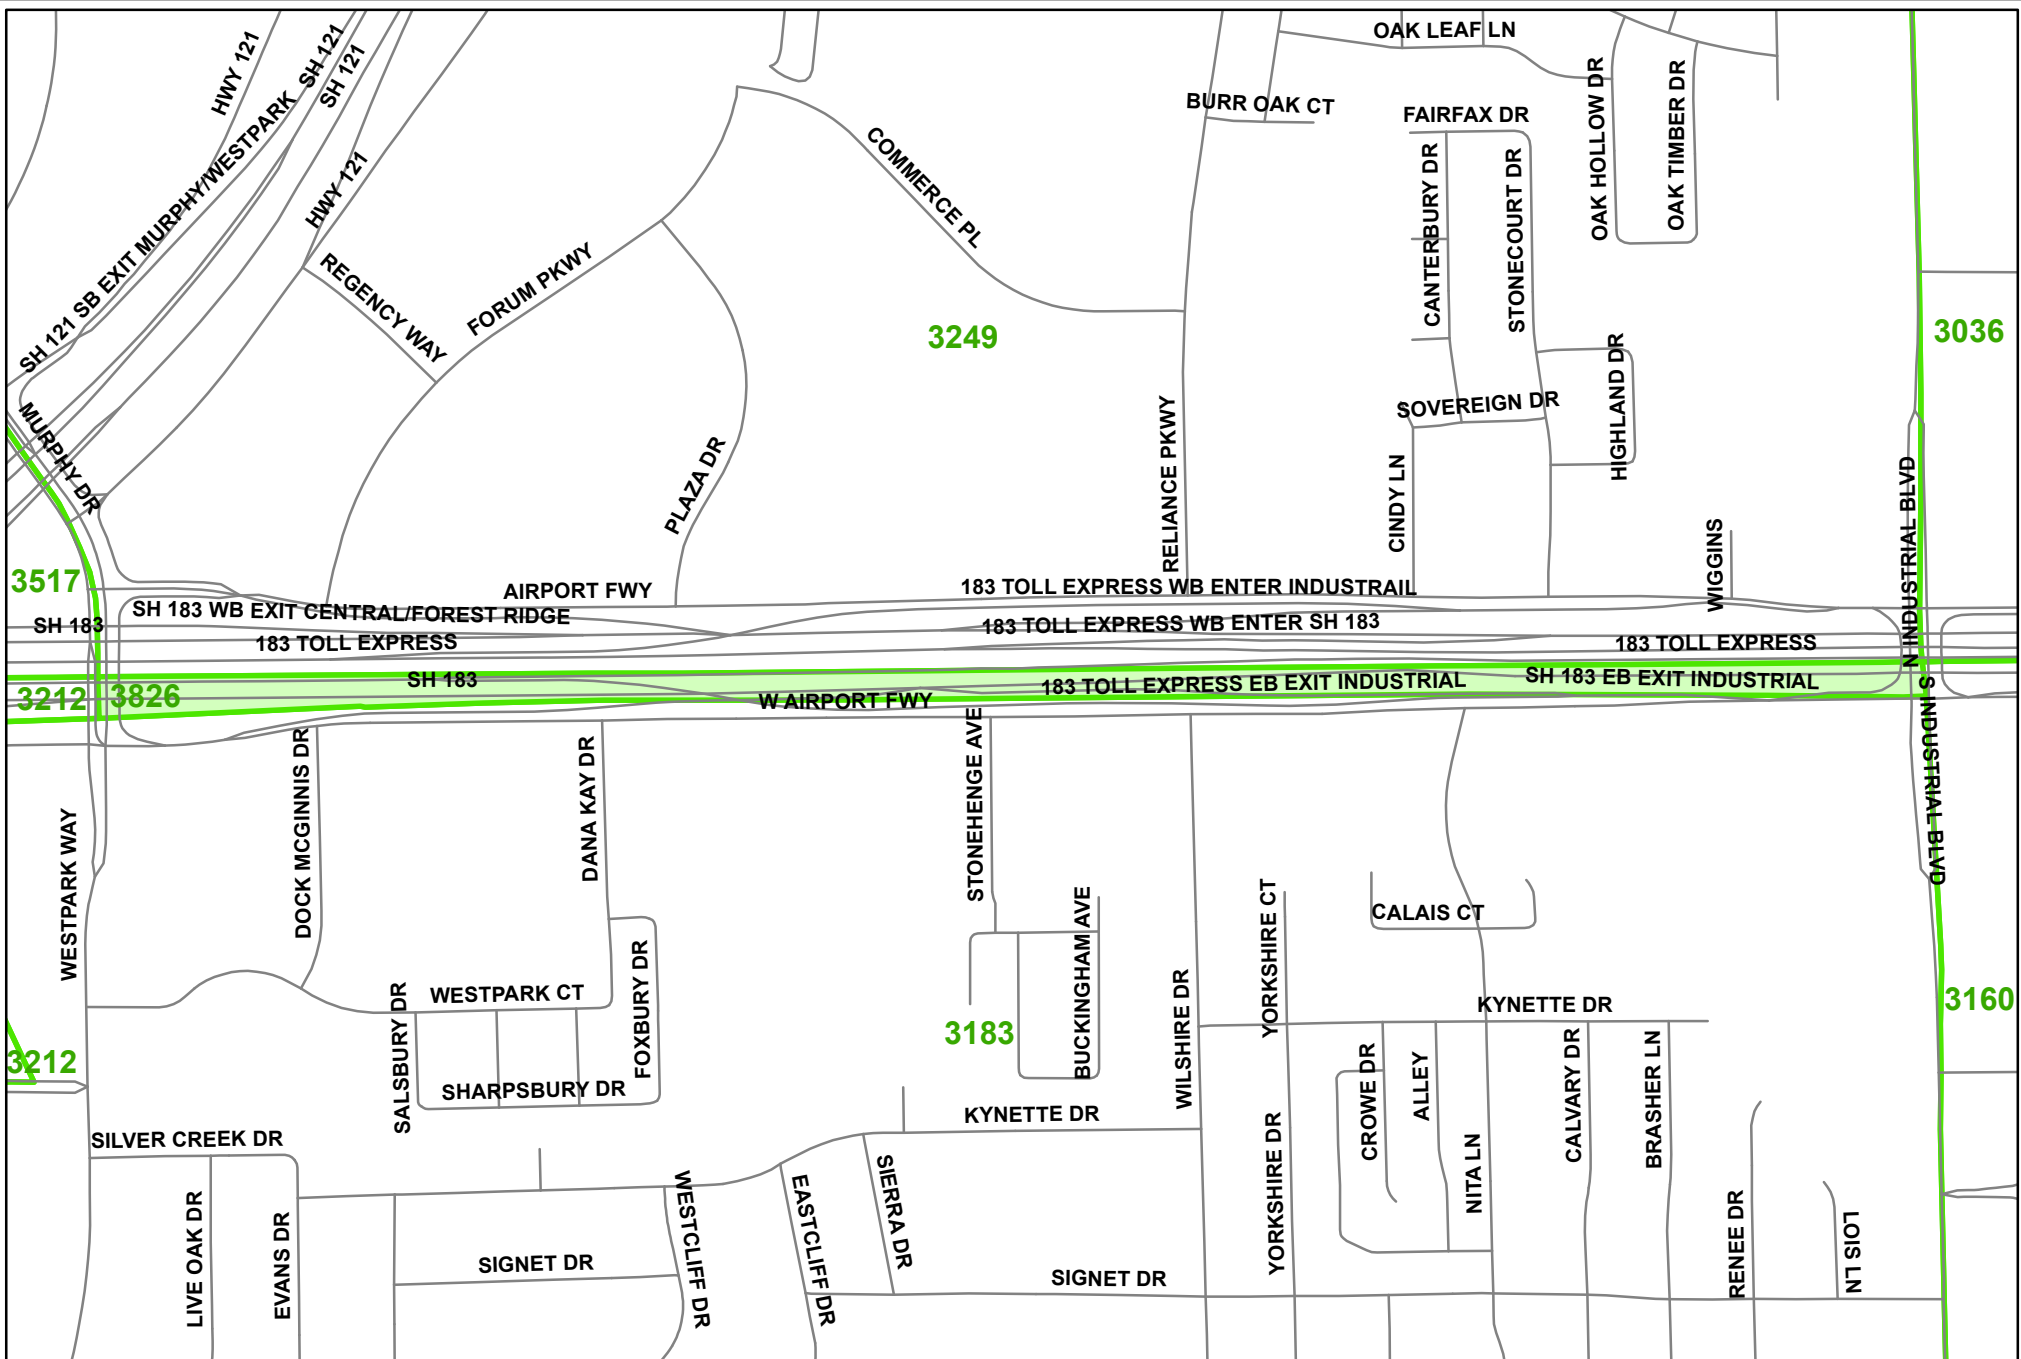 OAK LEAF LN
HWY 121
SH 121
SH 121
BURR OAK CT
FAIRFAX DR
OAK HOLLOW DR
OAK TIMBER DR
SH 121 SB EXIT MURPHY/WESTPARK
HWY 121
COMMERCE PL
CANTERBURY DR
STONECOURT DR
REGENCY WAY
FORUM PKWY
3249
3036
HIGHLAND DR
SOVEREIGN DR
MURPHY DR
PLAZA DR
RELIANCE PKWY
CINDY LN
WIGGINS
N INDUSTRIAL BLVD
3517
AIRPORT FWY
183 TOLL EXPRESS WB ENTER INDUSTRAIL
SH 183 WB EXIT CENTRAL/FOREST RIDGE
SH 183
183 TOLL EXPRESS WB ENTER SH 183
183 TOLL EXPRESS
183 TOLL EXPRESS
SH 183
183 TOLL EXPRESS EB EXIT INDUSTRIAL
SH 183 EB EXIT INDUSTRIAL
3212
3826
W AIRPORT FWY
S INDUSTRIAL BLVD
DOCK MCGINNIS DR
DANA KAY DR
STONEHENGE AVE
WESTPARK WAY
BUCKINGHAM AVE
YORKSHIRE CT
CALAIS CT
FOXBURY DR
WESTPARK CT
SALSBURY DR
WILSHIRE DR
KYNETTE DR
3160
3183
3212
SHARPSBURY DR
CROWE DR
ALLEY
CALVARY DR
BRASHER LN
KYNETTE DR
SILVER CREEK DR
YORKSHIRE DR
NITA LN
SIERRA DR
EASTCLIFF DR
WESTCLIFF DR
LIVE OAK DR
EVANS DR
SIGNET DR
SIGNET DR
RENEE DR
LOIS LN